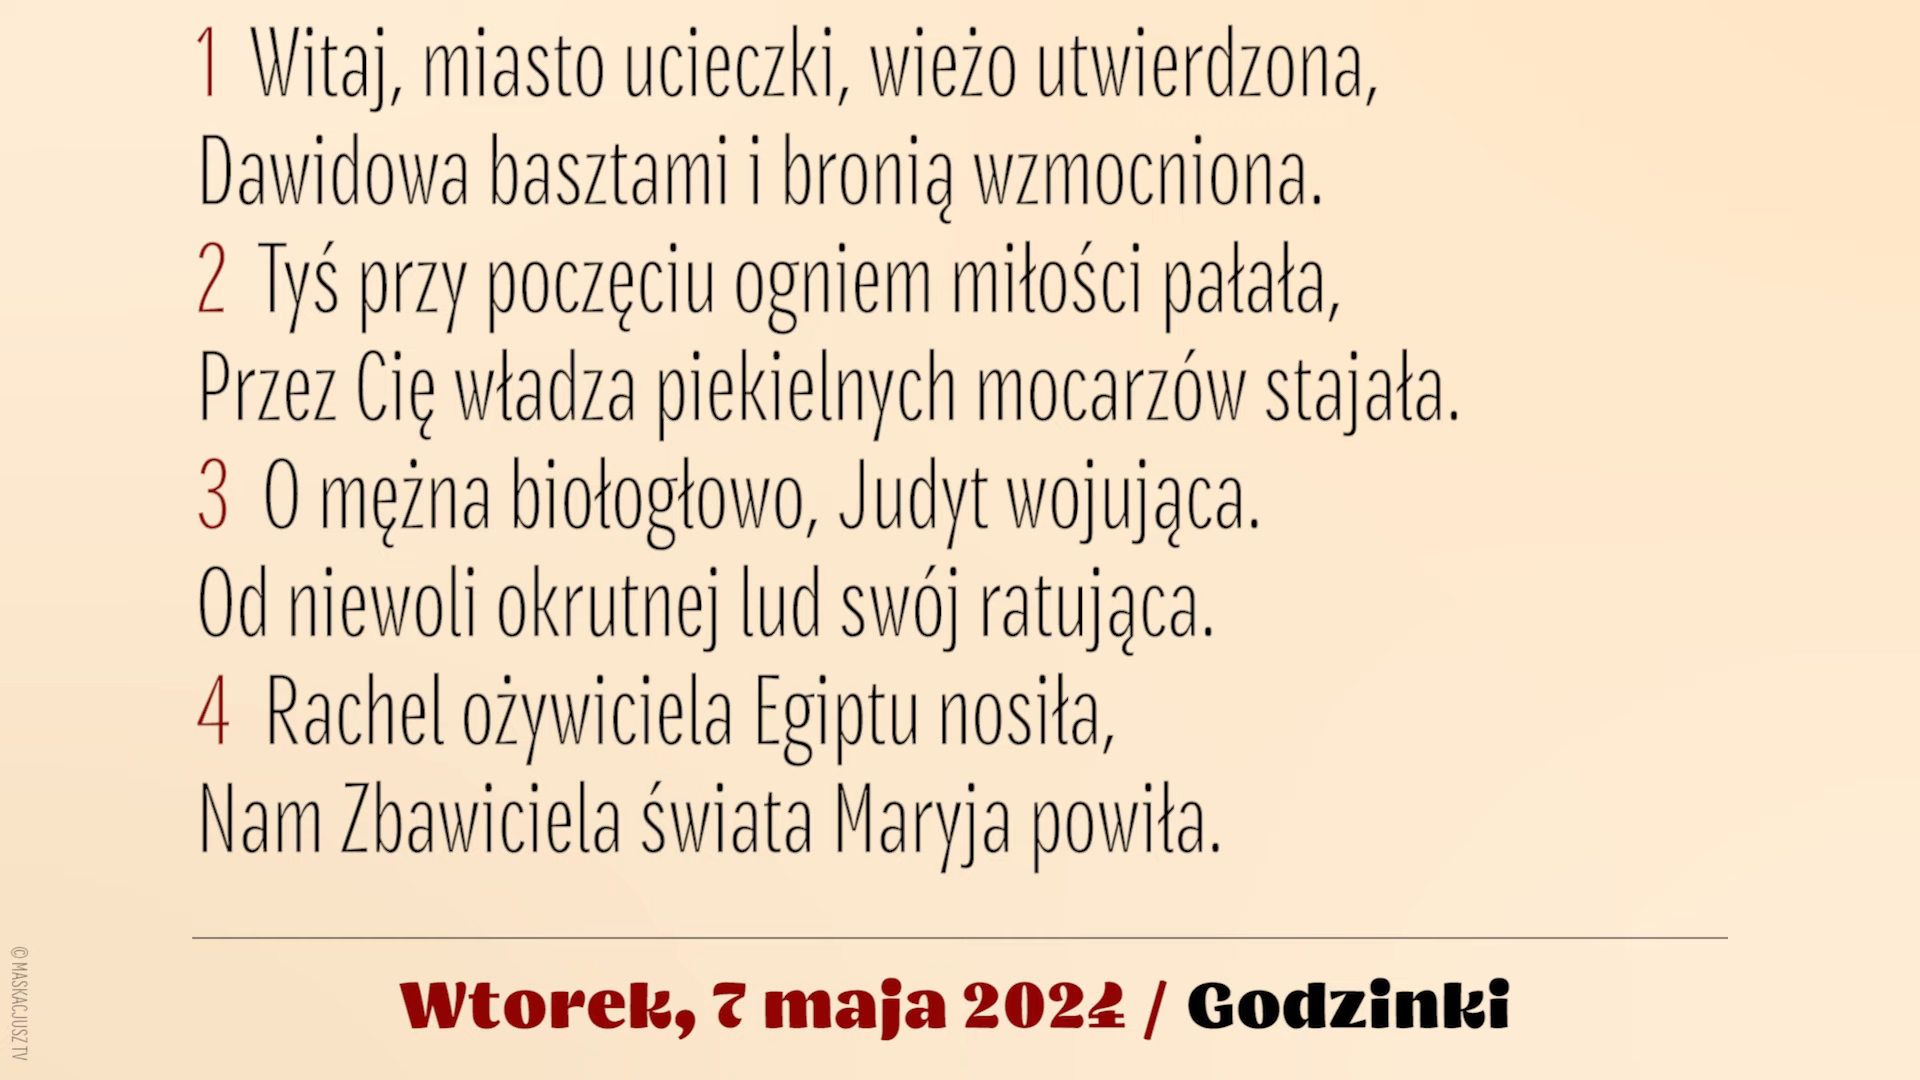 1 Witaj, miasto ucieczki, wieżo utwierdzona,
Dawidowa basztami i bronią wzmocniona.
2 Tyś przy poczęciu ogniem miłości pałała,
Przez Cię władza piekielnych mocarzów stajała.
3 O mężna biołogłowo, Judyt wojująca.
Od niewoli okrutnej lud swój ratująca.
4 Rachel ożywiciela Egiptu nosiła,
Nam Zbawiciela świata Maryja powiła.
Wtorek, 7 maja 2024 / Godzinki
© MASKACJUSZ TV